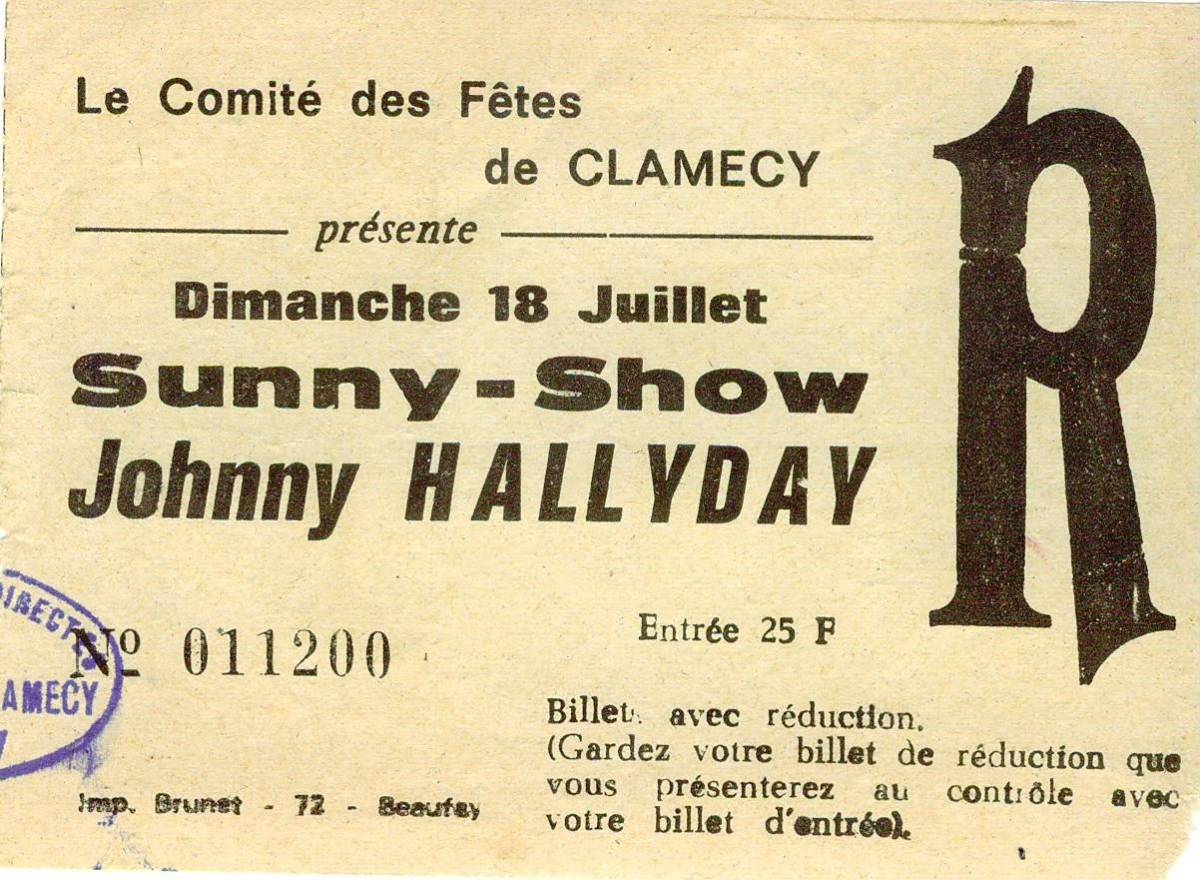 Le Comité des Fêtes
de CLAMECY
présente
Dimanche 18 Juillet
Sunny-Show
Johnny HALLYDAY
R
DIRECTES
AMECY
Nº 011200
Entrée 25 F
Billet avec réduction.
(Gardez votre billet de réduction que
vous présenterez au contrôle avec
votre billet d'entrée).
Imp. Brunet - 72 - Beaufay